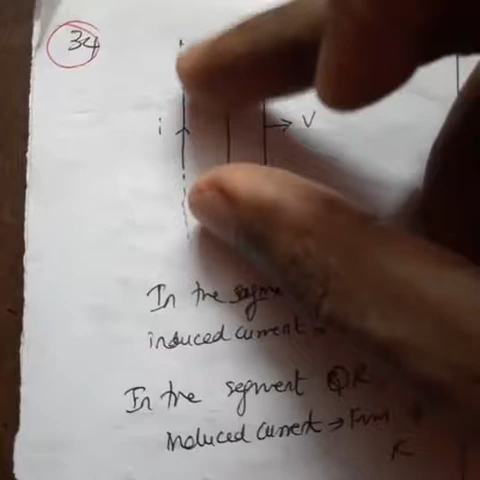 34
i
V
In the
induced current
In the segment QR
Induced current → From